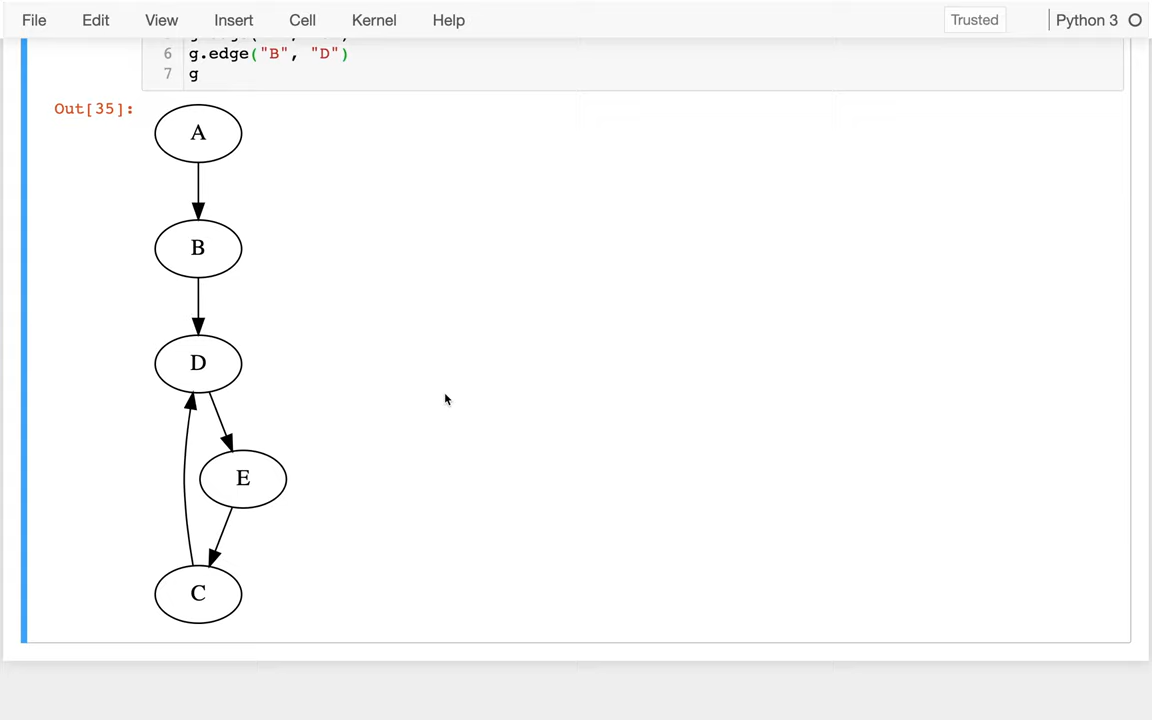 File Edit View Insert Cell Kernel Help Trusted Python 3
6 g.edge("B", "D")
7 g
Out[35]:
A
B
D
E
C